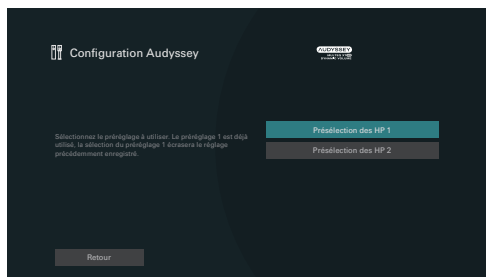 Configuration Audyssey
AUDYSSEY
Sélectionnez le préréglage à utiliser. Le préréglage 1 est déjà
utilisé, la sélection du préréglage 1 écrasera le réglage
précédemment enregistré.
Présélection des HP 1
Présélection des HP 2
Retour